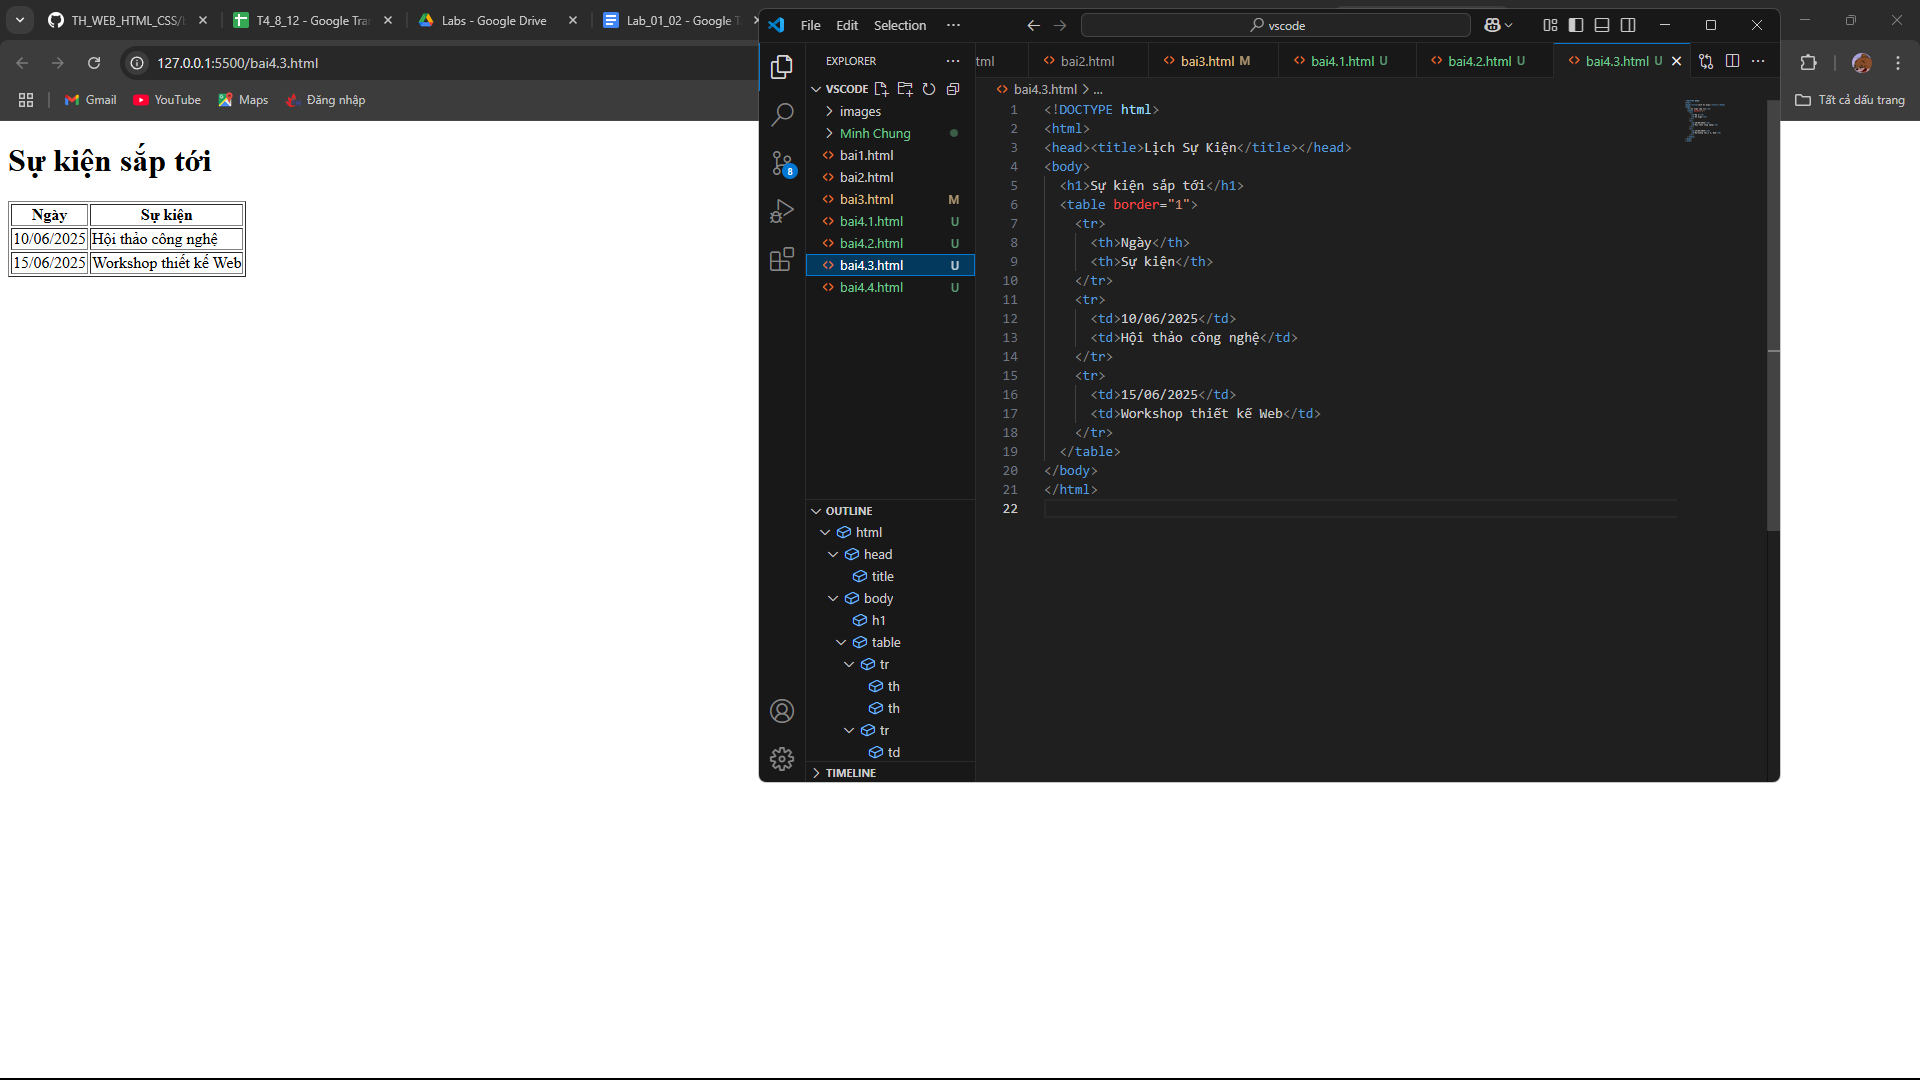 TH_WEB_HTML_CSS/
T4_8_12 - Google Tra
Labs - Google Drive
Lab_01_02 - Google
127.0.0.1:5500/bai4.3.html
Gmail
YouTube
Maps
Đăng nhập
Tất cả dấu trang
Sự kiện sắp tới
Ngày Sự kiện
10/06/2025 Hội thảo công nghệ
15/06/2025 Workshop thiết kế Web
File Edit Selection ···
vscode
EXPLORER ···
VSCODE
images
Minh Chung
bai1.html
bai2.html
bai3.html M
bai4.1.html U
bai4.2.html U
bai4.3.html U
bai4.4.html U
8
OUTLINE
html
head
title
body
h1
table
tr
th
th
tr
td
TIMELINE
tml
bai2.html
bai3.html M
bai4.1.html U
bai4.2.html U
bai4.3.html U
bai4.3.html > ...
1 <!DOCTYPE html>
2 <html>
3 <head><title>Lịch Sự Kiện</title></head>
4 <body>
5 <h1>Sự kiện sắp tới</h1>
6 <table border="1">
7 <tr>
8 <th>Ngày</th>
9 <th>Sự kiện</th>
10 </tr>
11 <tr>
12 <td>10/06/2025</td>
13 <td>Hội thảo công nghệ</td>
14 </tr>
15 <tr>
16 <td>15/06/2025</td>
17 <td>Workshop thiết kế Web</td>
18 </tr>
19 </table>
20 </body>
21 </html>
22